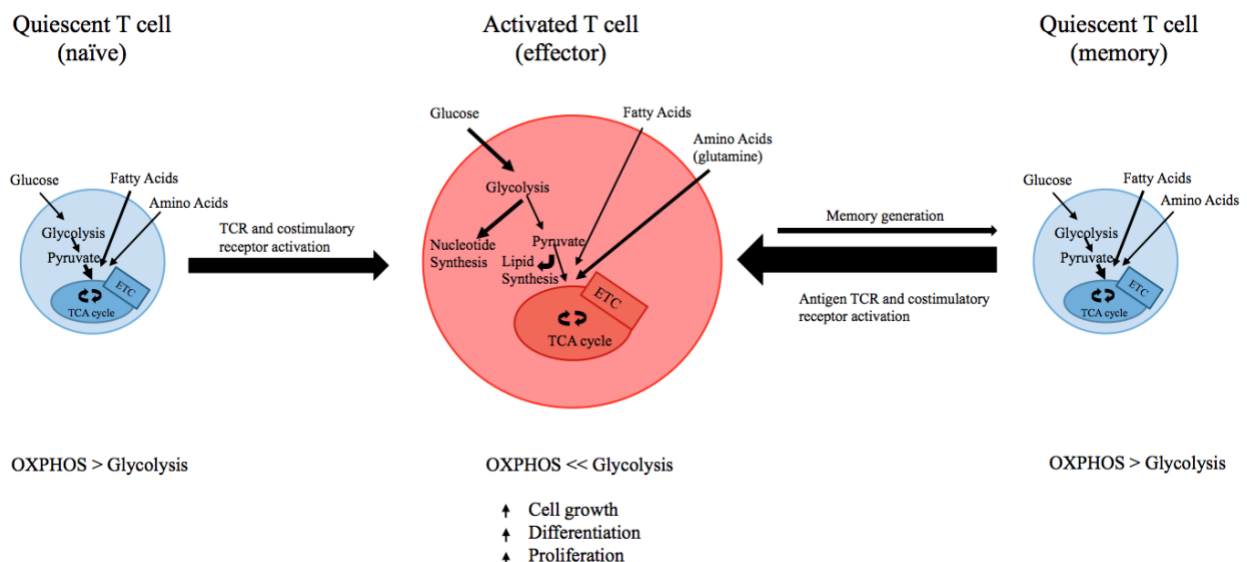 Quiescent T cell
(naïve)
Glucose
Fatty Acids
Amino Acids
Glycolysis
Pyruvate
ETC
TCA cycle
OXPHOS > Glycolysis
TCR and costimulaory
receptor activation
Activated T cell
(effector)
Glucose
Fatty Acids
Amino Acids
(glutamine)
Glycolysis
Nucleotide
Synthesis
Pyruvate
Lipid
Synthesis
ETC
TCA cycle
OXPHOS << Glycolysis
Cell growth
Differentiation
Proliferation
Memory generation
Antigen TCR and costimulatory
receptor activation
Quiescent T cell
(memory)
Glucose
Fatty Acids
Amino Acids
Glycolysis
Pyruvate
ETC
TCA cycle
OXPHOS > Glycolysis